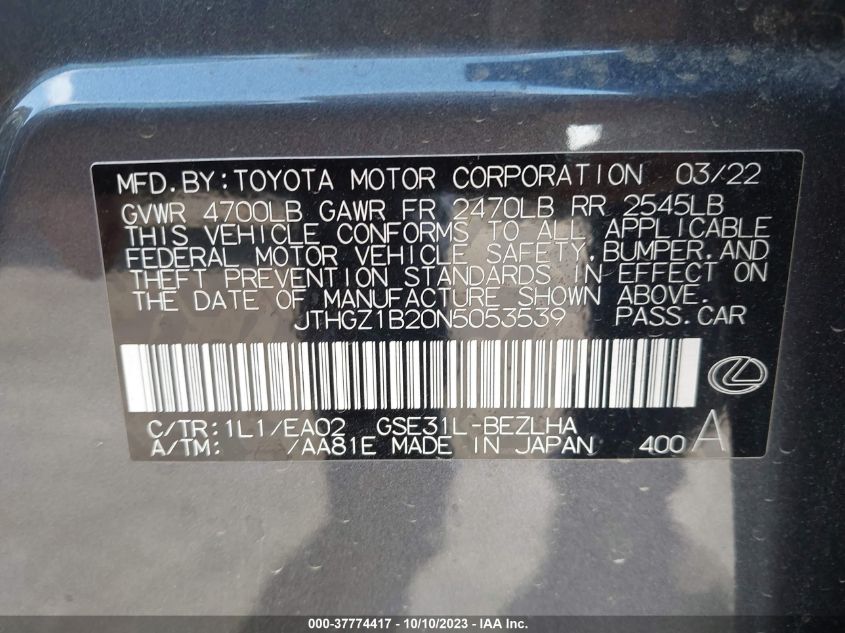 MFD.BY:TOYOTA MOTOR CORPORATION 03/22
GVWR 4700LB GAWR FR 2470LB RR 2545LB
THIS VEHICLE CONFORMS TO ALL APPLICABLE
FEDERAL MOTOR VEHICLE SAFETY,BUMPER,AND
THEFT PREVENTION STANDARDS IN EFFECT ON
THE DATE OF MANUFACTURE SHOWN ABOVE.
JTHGZ1B20N5053539 PASS.CAR
C/TR:1L1/EA02 GSE31L-BEZLHA
A/TM: /AA81E MADE IN JAPAN 400 A
000-37774417 - 10/10/2023 - IAA Inc.